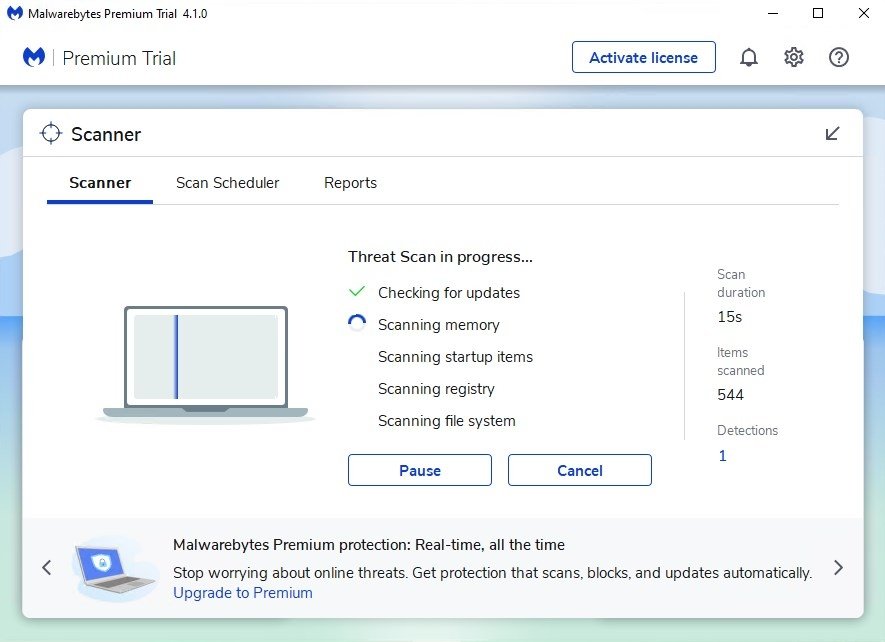 Malwarebytes Premium Trial 4.1.0
Premium Trial
Activate license
Scanner
Scanner
Scan Scheduler
Reports
Threat Scan in progress...
Checking for updates
Scanning memory
Scanning startup items
Scanning registry
Scanning file system
Pause
Cancel
Scan
duration
15s
Items
scanned
544
Detections
1
Malwarebytes Premium protection: Real-time, all the time
Stop worrying about online threats. Get protection that scans, blocks, and updates automatically.
Upgrade to Premium